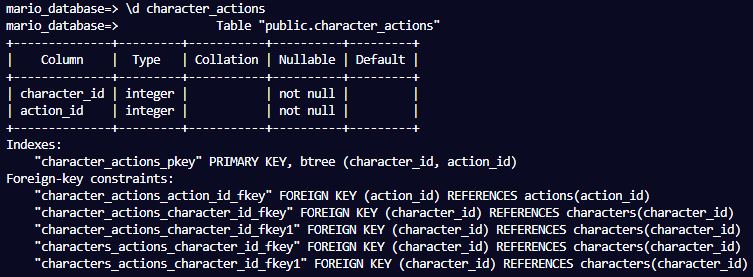 mario_database=> \d character_actions
mario_database=>               Table "public.character_actions"
+--------------+---------+-----------+----------+---------+
|    Column    |  Type   | Collation | Nullable | Default |
+--------------+---------+-----------+----------+---------+
| character_id | integer |           | not null |         |
| action_id    | integer |           | not null |         |
+--------------+---------+-----------+----------+---------+
Indexes:
    "character_actions_pkey" PRIMARY KEY, btree (character_id, action_id)
Foreign-key constraints:
    "character_actions_action_id_fkey" FOREIGN KEY (action_id) REFERENCES actions(action_id)
    "character_actions_character_id_fkey" FOREIGN KEY (character_id) REFERENCES characters(character_id)
    "character_actions_character_id_fkey1" FOREIGN KEY (character_id) REFERENCES characters(character_id)
    "characters_actions_character_id_fkey" FOREIGN KEY (character_id) REFERENCES characters(character_id)
    "characters_actions_character_id_fkey1" FOREIGN KEY (character_id) REFERENCES characters(character_id)